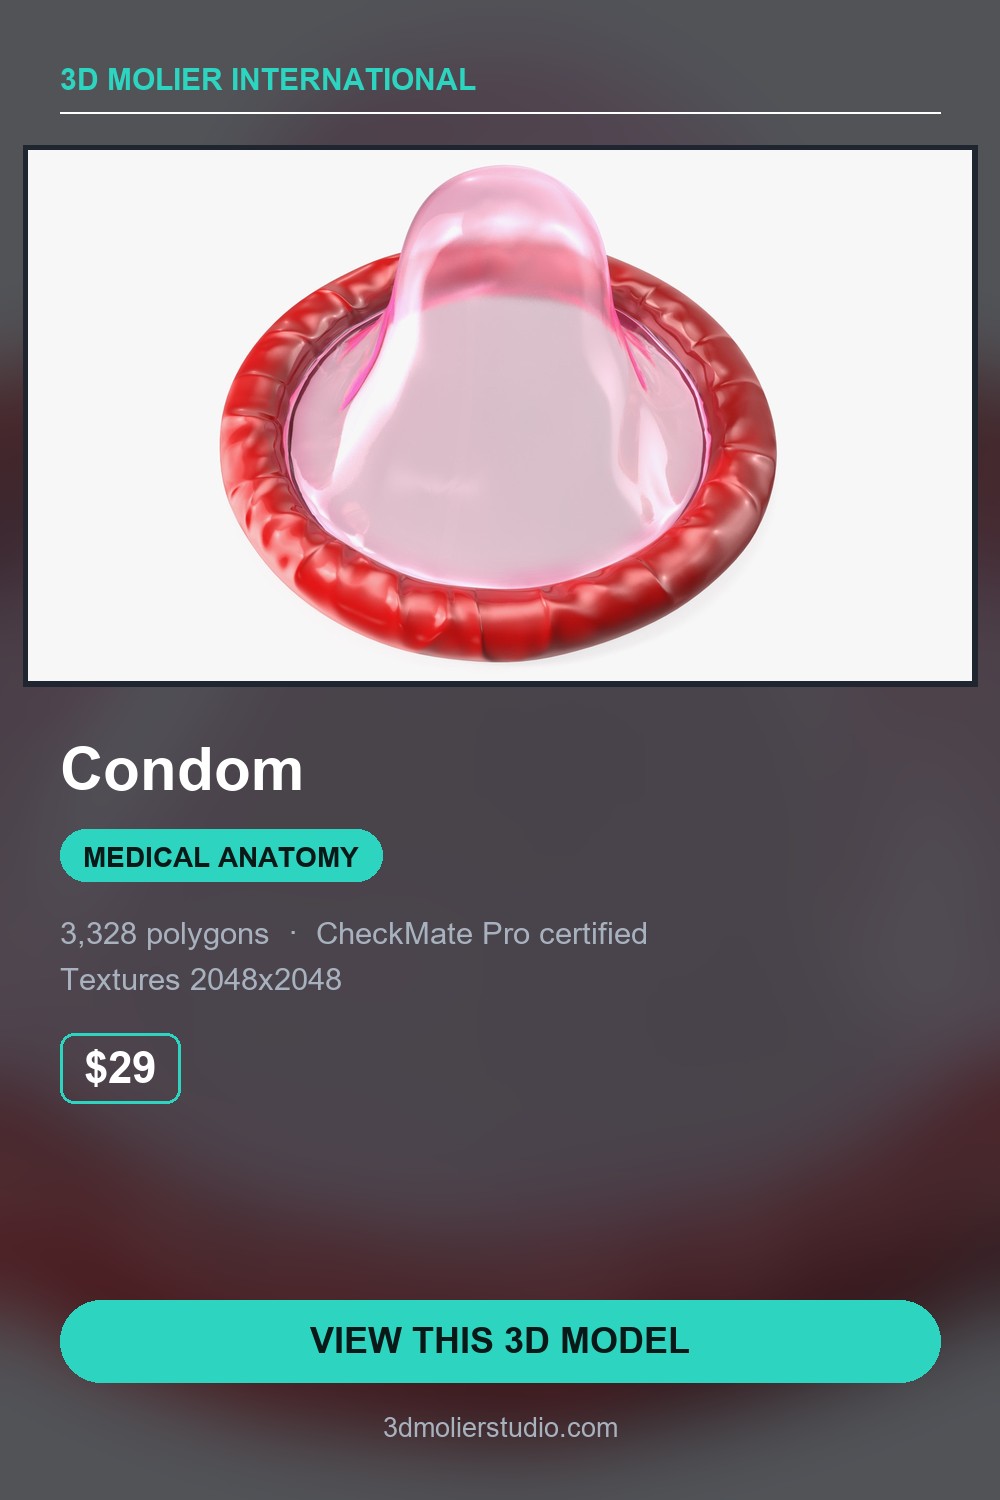 3D MOLIER INTERNATIONAL
Condom
MEDICAL ANATOMY
3,328 polygons · CheckMate Pro certified
Textures 2048x2048
$29
VIEW THIS 3D MODEL
3dmolierstudio.com